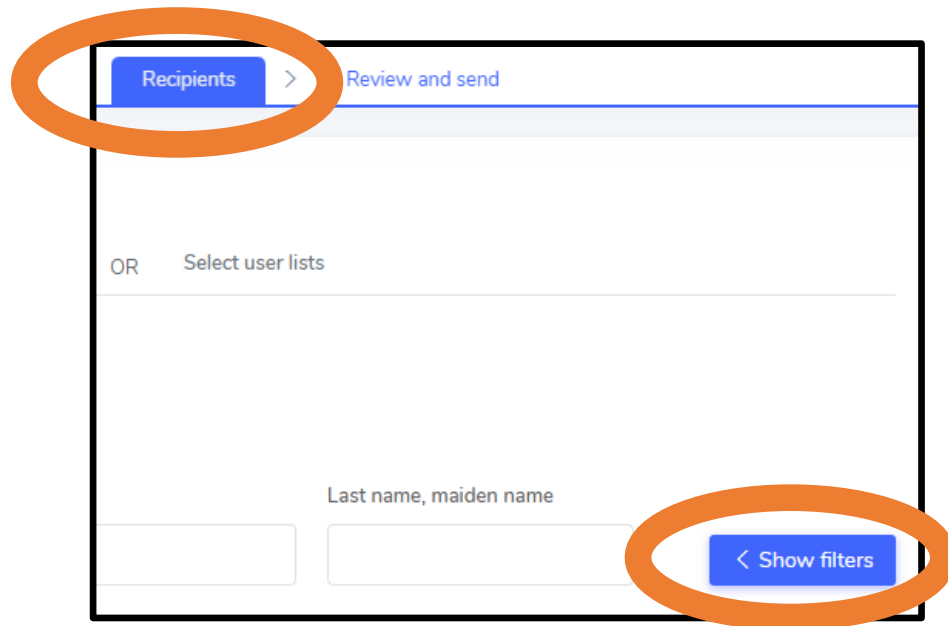 Recipients > Review and send
OR Select user lists
Last name, maiden name
< Show filters